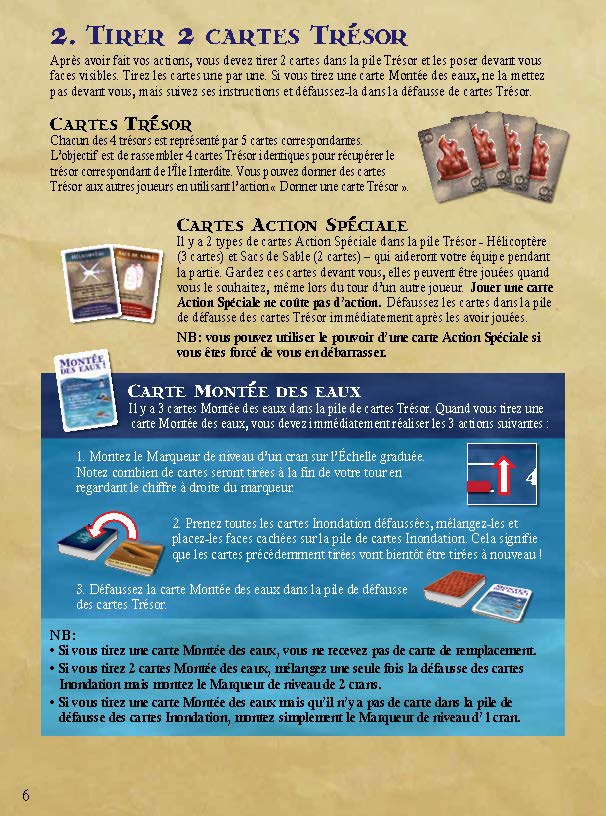 2. Tirer 2 cartes Trésor
Après avoir fait vos actions, vous devez tirer 2 cartes dans la pile Trésor et les poser devant vous
faces visibles. Tirez les cartes une par une. Si vous tirez une carte Montée des eaux, ne la mettez
pas devant vous, mais suivez ses instructions et défaussez-la dans la défausse de cartes Trésor.
Cartes Trésor
Chacun des 4 trésors est représenté par 5 cartes correspondantes.
L'objectif est de rassembler 4 cartes Trésor identiques pour récupérer le
trésor correspondant de l'Île Interdite. Vous pouvez donner des cartes
Trésor aux autres joueurs en utilisant l'action « Donner une carte Trésor ».
Cartes Action Spéciale
Il y a 2 types de cartes Action Spéciale dans la pile Trésor - Hélicoptère
(3 cartes) et Sacs de Sable (2 cartes) – qui aideront votre équipe pendant
la partie. Gardez ces cartes devant vous, elles peuvent être jouées quand
vous le souhaitez, même lors du tour d'un autre joueur. Jouer une carte
Action Spéciale ne coûte pas d'action. Défaussez les cartes dans la pile
de défausse des cartes Trésor immédiatement après les avoir jouées.
NB: vous pouvez utiliser le pouvoir d'une carte Action Spéciale si
vous êtes forcé de vous en débarrasser.
Hélicoptère
Sacs de Sable
Montée
des eaux !
Carte Montée des eaux
Il y a 3 cartes Montée des eaux dans la pile de cartes Trésor. Quand vous tirez une
carte Montée des eaux, vous devez immédiatement réaliser les 3 actions suivantes :
1. Montez le Marqueur de niveau d'un cran sur l'Échelle graduée.
Notez combien de cartes seront tirées à la fin de votre tour en
regardant le chiffre à droite du marqueur.
4
2. Prenez toutes les cartes Inondation défaussées, mélangez-les et
placez-les faces cachées sur la pile de cartes Inondation. Cela signifie
que les cartes précédemment tirées vont bientôt être tirées à nouveau !
3. Défaussez la carte Montée des eaux dans la pile de défausse
des cartes Trésor.
NB:
• Si vous tirez une carte Montée des eaux, vous ne recevez pas de carte de remplacement.
• Si vous tirez 2 cartes Montée des eaux, mélangez une seule fois la défausse des cartes
Inondation mais montez le Marqueur de niveau de 2 crans.
• Si vous tirez une carte Montée des eaux mais qu'il n'y a pas de carte dans la pile de
défausse des cartes Inondation, montez simplement le Marqueur de niveau d'1 cran.
6